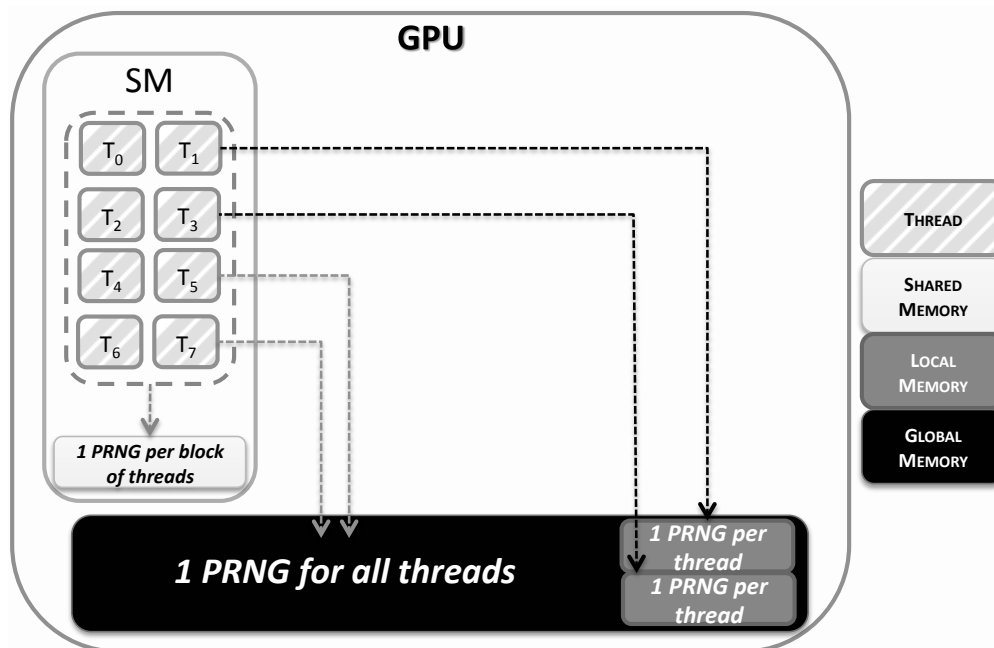 GPU
SM
T0 T1
T2 T3
T4 T5
T6 T7
1 PRNG per block
of threads
1 PRNG for all threads
1 PRNG per
thread
1 PRNG per
thread
THREAD
SHARED
MEMORY
LOCAL
MEMORY
GLOBAL
MEMORY